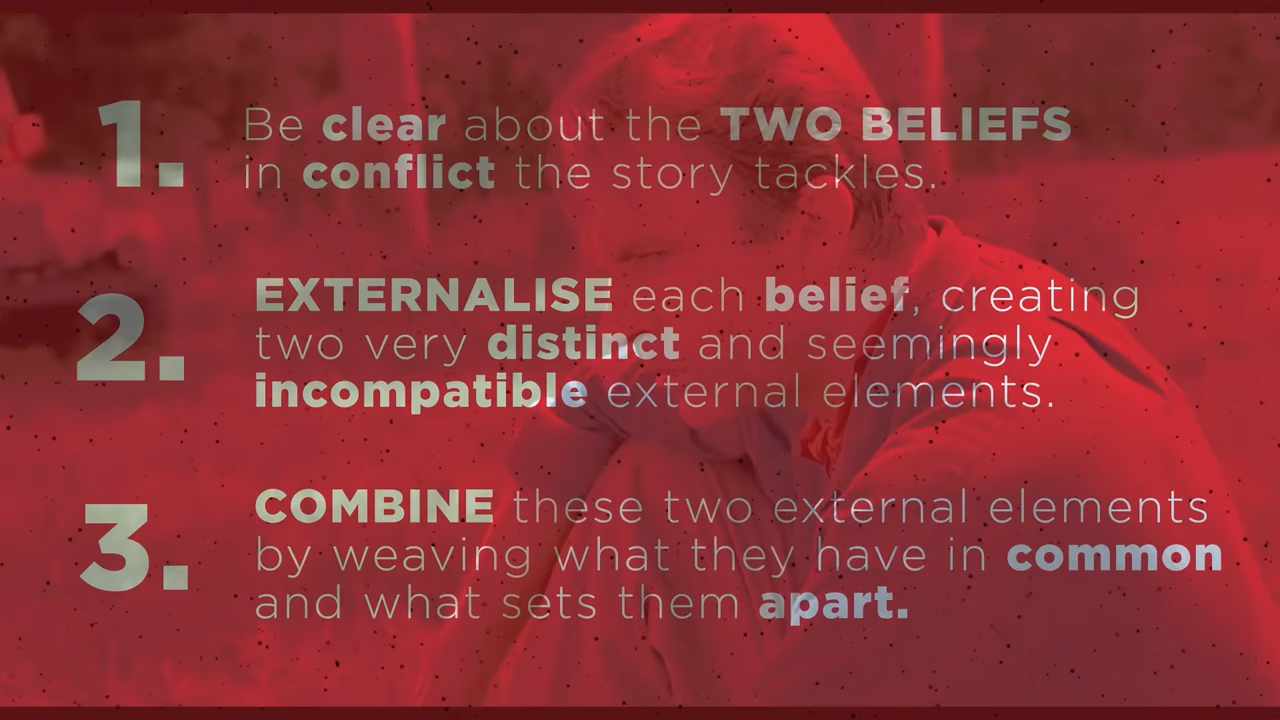 1. Be clear about the TWO BELIEFS
in conflict the story tackles.
2. EXTERNALISE each belief, creating
two very distinct and seemingly
incompatible external elements.
3. COMBINE these two external elements
by weaving what they have in common
and what sets them apart.